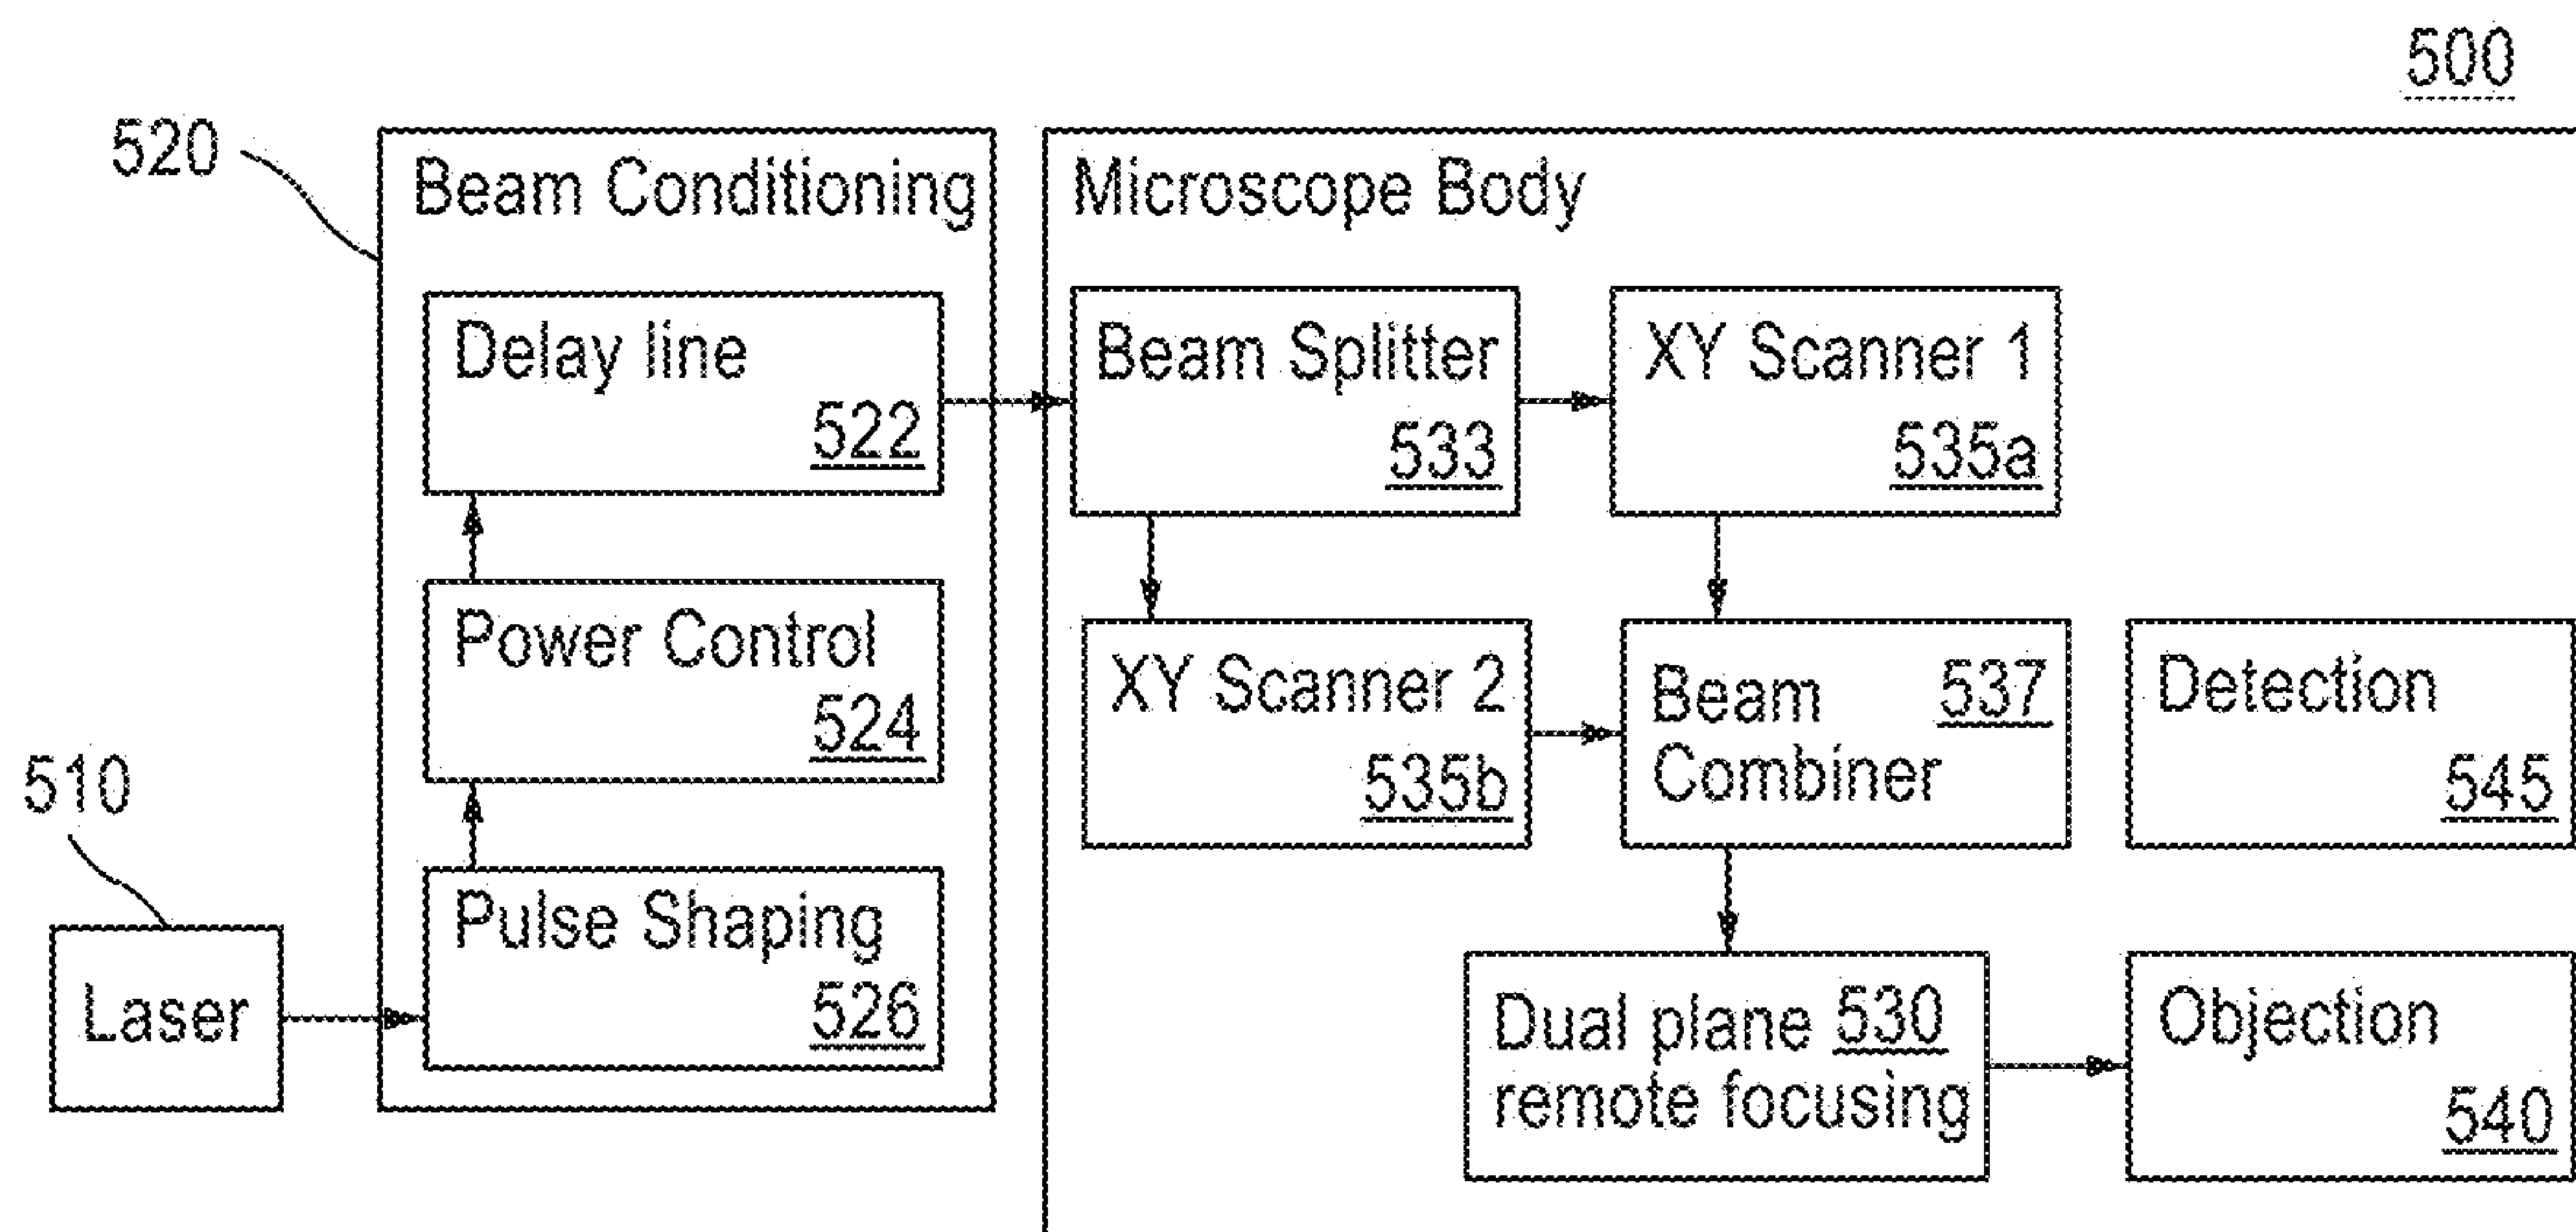 500
520
Beam Conditioning
Microscope Body
Delay line
522
Beam Splitter
533
XY Scanner 1
535a
Power Control
524
XY Scanner 2
535b
Beam
537
Combiner
Detection
545
510
Laser
Pulse Shaping
526
Dual plane 530
remote focusing
Objection
540